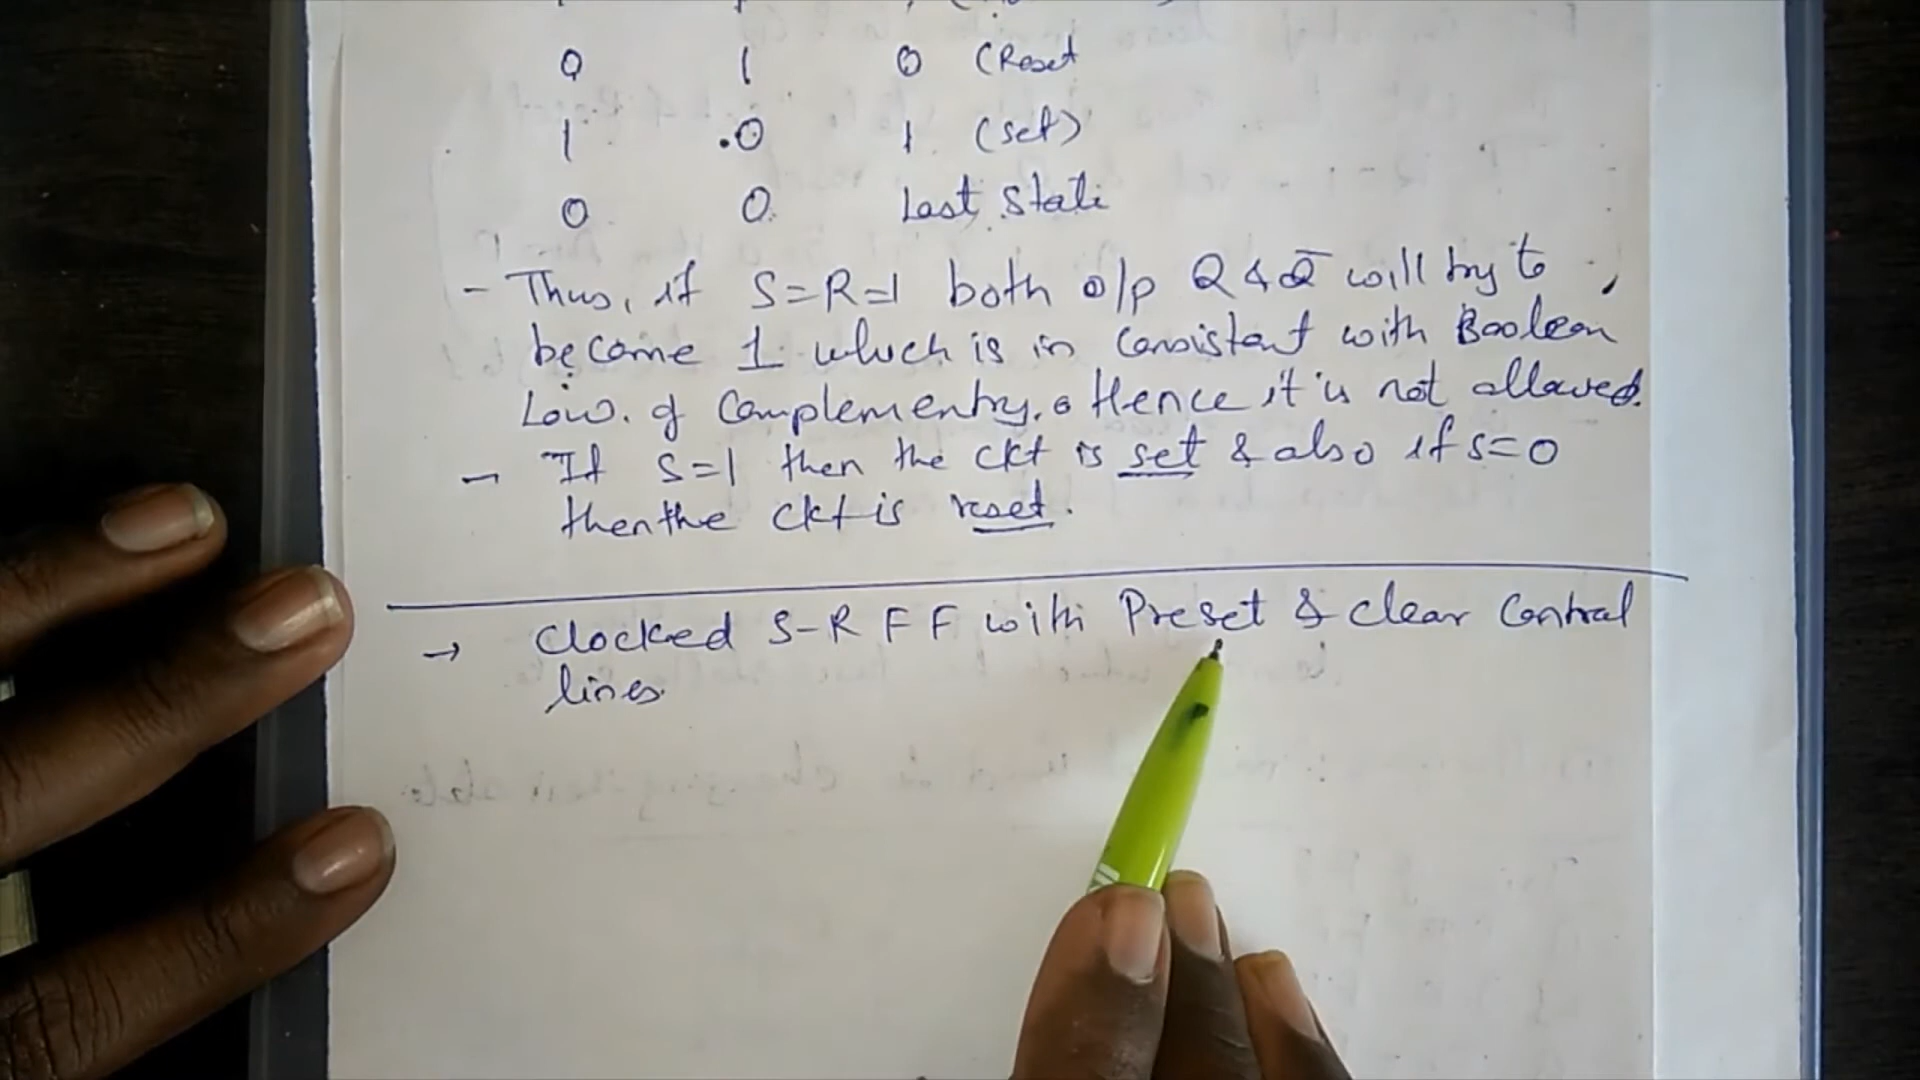 0 1 0 (Reset
1 .0 1 (set)
0 0 Last State
- Thus, if S=R=1 both o/p Q & Q̅ will try to
become 1 which is in consistant with Boolean
Low. of Complementry. Hence it is not allowed.
- If S=1 then the ckt is set & also if s=0
then the ckt is reset.
→ Clocked S-R F F with Preset & clear Control
lines.